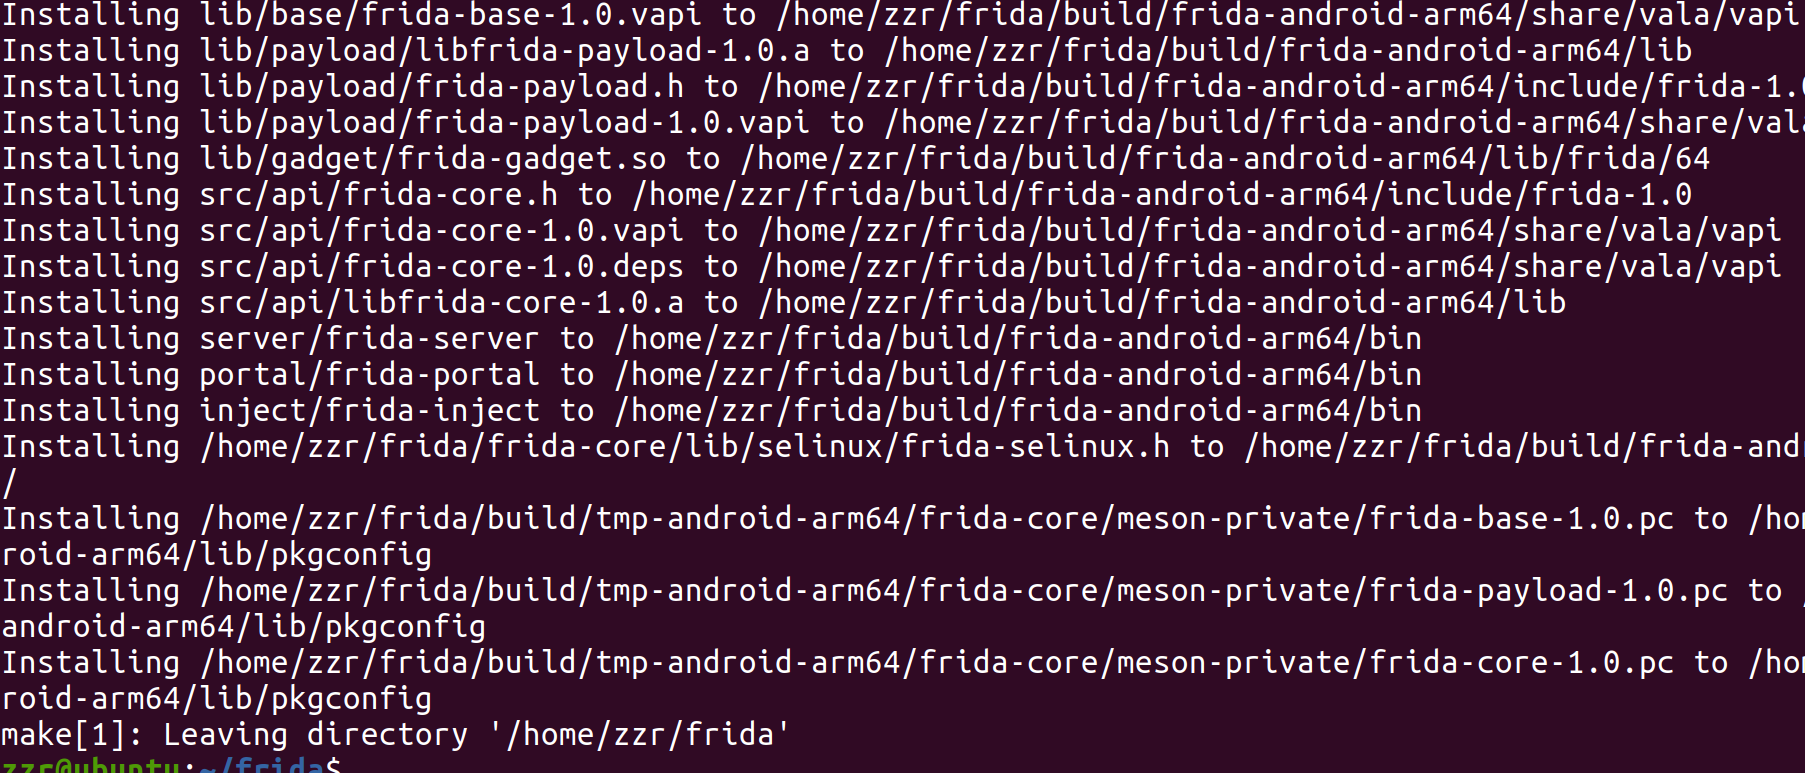 Installing lib/base/frida-base-1.0.vapi to /home/zzr/frida/build/frida-android-arm64/share/vala/vapi
Installing lib/payload/libfrida-payload-1.0.a to /home/zzr/frida/build/frida-android-arm64/lib
Installing lib/payload/frida-payload.h to /home/zzr/frida/build/frida-android-arm64/include/frida-1.0
Installing lib/payload/frida-payload-1.0.vapi to /home/zzr/frida/build/frida-android-arm64/share/vala
Installing lib/gadget/frida-gadget.so to /home/zzr/frida/build/frida-android-arm64/lib/frida/64
Installing src/api/frida-core.h to /home/zzr/frida/build/frida-android-arm64/include/frida-1.0
Installing src/api/frida-core-1.0.vapi to /home/zzr/frida/build/frida-android-arm64/share/vala/vapi
Installing src/api/frida-core-1.0.deps to /home/zzr/frida/build/frida-android-arm64/share/vala/vapi
Installing src/api/libfrida-core-1.0.a to /home/zzr/frida/build/frida-android-arm64/lib
Installing server/frida-server to /home/zzr/frida/build/frida-android-arm64/bin
Installing portal/frida-portal to /home/zzr/frida/build/frida-android-arm64/bin
Installing inject/frida-inject to /home/zzr/frida/build/frida-android-arm64/bin
Installing /home/zzr/frida/frida-core/lib/selinux/frida-selinux.h to /home/zzr/frida/build/frida-and
/
Installing /home/zzr/frida/build/tmp-android-arm64/frida-core/meson-private/frida-base-1.0.pc to /hom
roid-arm64/lib/pkgconfig
Installing /home/zzr/frida/build/tmp-android-arm64/frida-core/meson-private/frida-payload-1.0.pc to /
android-arm64/lib/pkgconfig
Installing /home/zzr/frida/build/tmp-android-arm64/frida-core/meson-private/frida-core-1.0.pc to /hom
roid-arm64/lib/pkgconfig
make[1]: Leaving directory '/home/zzr/frida'
zzr@ubuntu:~/frida$